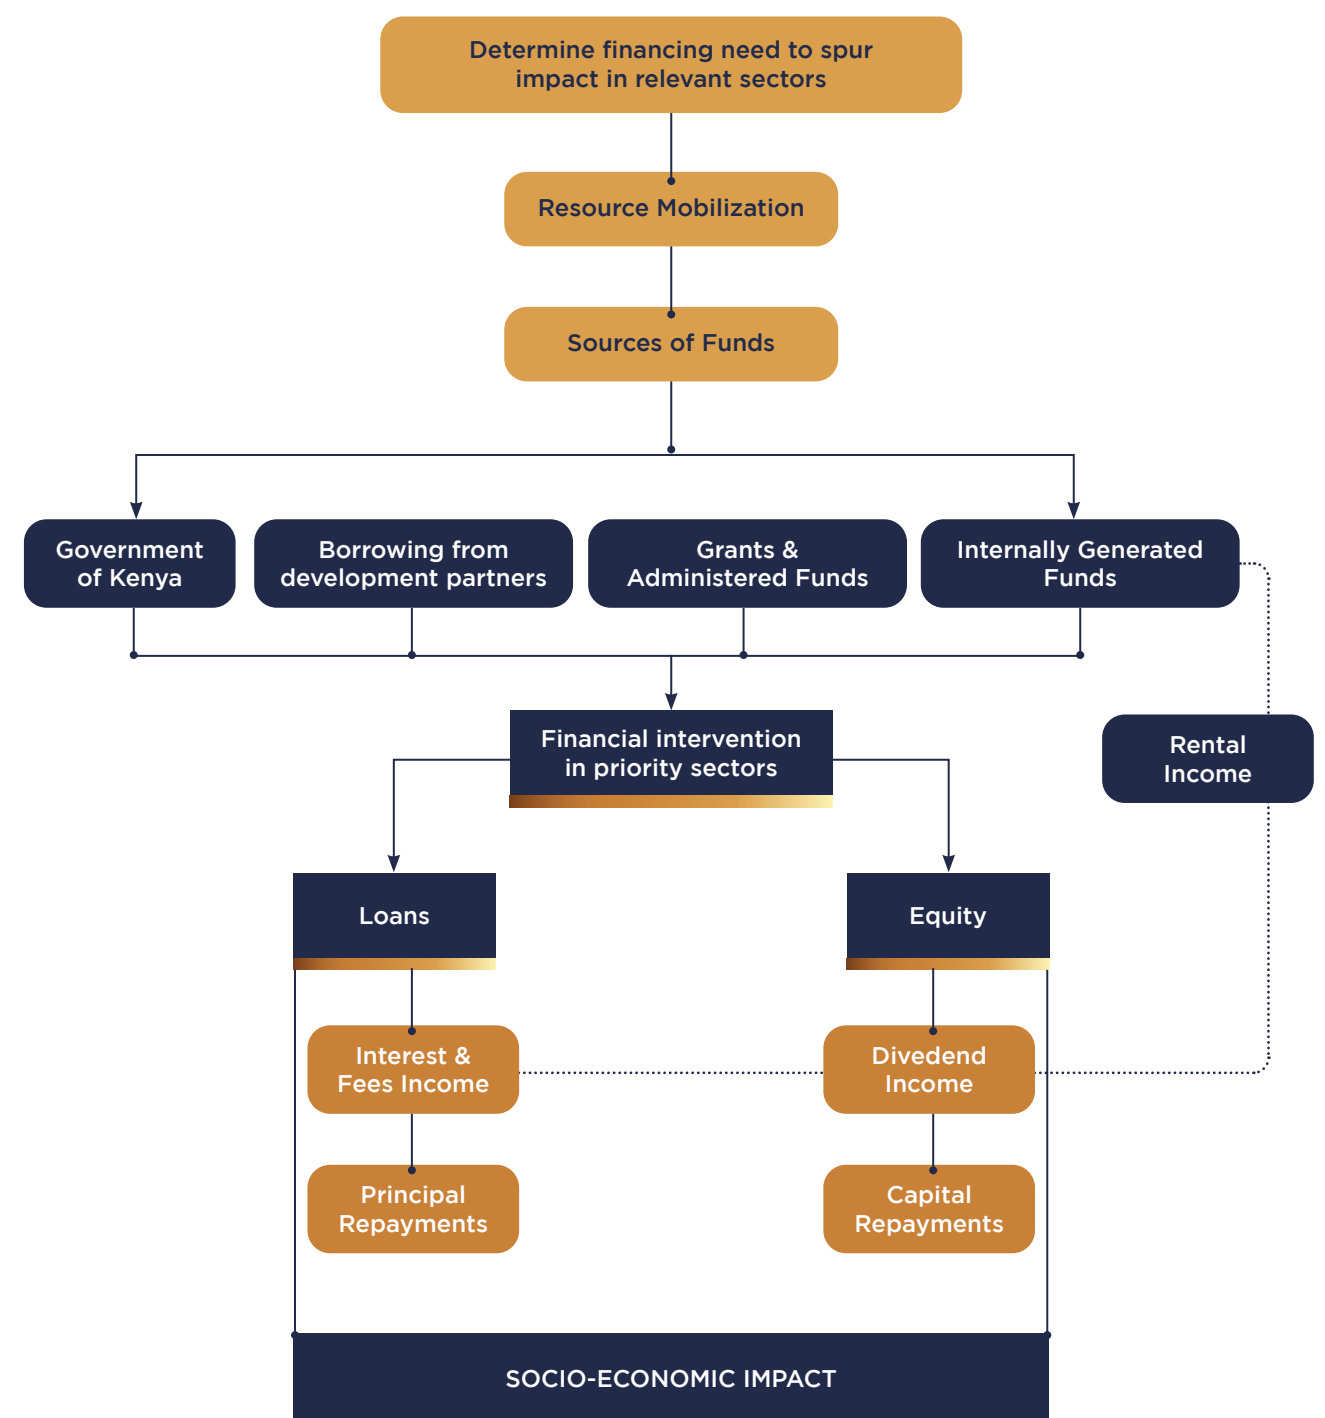 Determine financing need to spur
impact in relevant sectors
Resource Mobilization
Sources of Funds
Government
of Kenya
Borrowing from
development partners
Grants &
Administered Funds
Internally Generated
Funds
Financial intervention
in priority sectors
Rental
Income
Loans
Equity
Interest &
Fees Income
Divedend
Income
Principal
Repayments
Capital
Repayments
SOCIO-ECONOMIC IMPACT